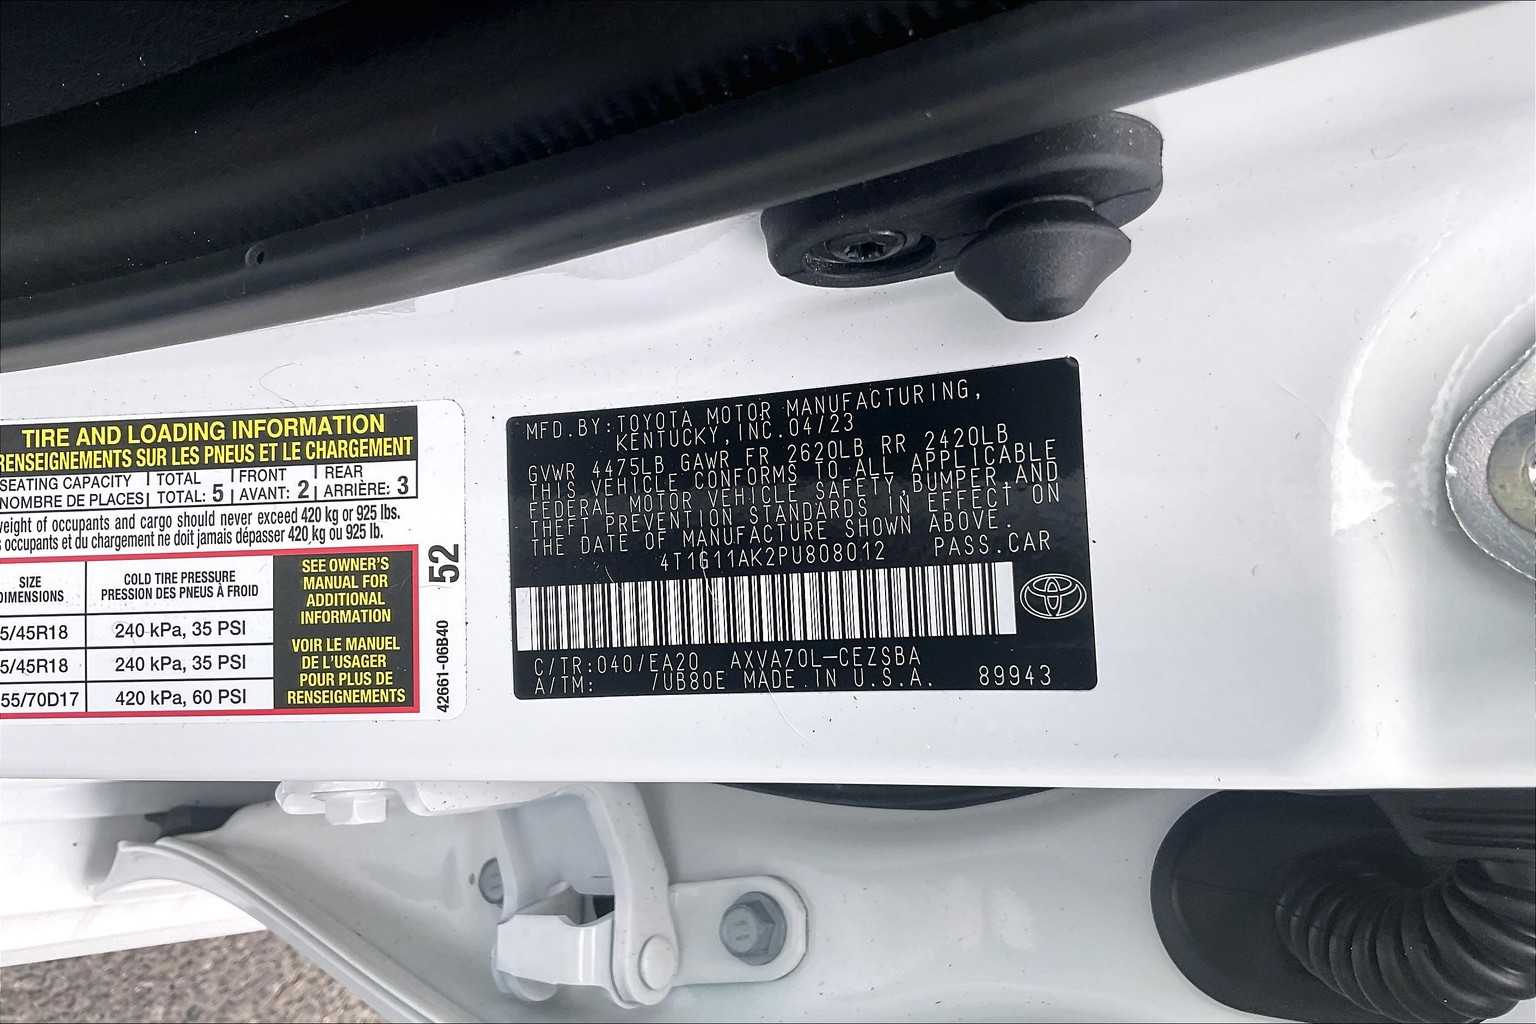 TIRE AND LOADING INFORMATION
RENSEIGNEMENTS SUR LES PNEUS ET LE CHARGEMENT
SEATING CAPACITY | TOTAL | FRONT | REAR
NOMBRE DE PLACES | TOTAL: 5 | AVANT: 2 | ARRIÈRE: 3
weight of occupants and cargo should never exceed 420 kg or 925 lbs.
occupants et du chargement ne doit jamais dépasser 420 kg ou 925 lb.
SIZE
DIMENSIONS
COLD TIRE PRESSURE
PRESSION DES PNEUS À FROID
5/45R18 240 kPa, 35 PSI
5/45R18 240 kPa, 35 PSI
55/70D17 420 kPa, 60 PSI
SEE OWNER'S
MANUAL FOR
ADDITIONAL
INFORMATION
VOIR LE MANUEL
DE L'USAGER
POUR PLUS DE
RENSEIGNEMENTS
52
42661-06B40
MFD.BY:TOYOTA MOTOR MANUFACTURING,
KENTUCKY,INC.04/23
GVWR 4475LB GAWR FR 2620LB RR 2420LB
THIS VEHICLE CONFORMS TO ALL APPLICABLE
FEDERAL MOTOR VEHICLE SAFETY,BUMPER,AND
THEFT PREVENTION STANDARDS IN EFFECT ON
THE DATE OF MANUFACTURE SHOWN ABOVE.
4T1G11AK2PU808012 PASS.CAR
C/TR:040/EA20 AXVA70L-CEZSBA
A/TM: /UB80E MADE IN U.S.A. 89943